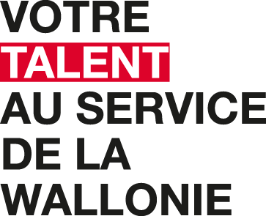 VOTRE
TALENT
AU SERVICE
DE LA
WALLONIE